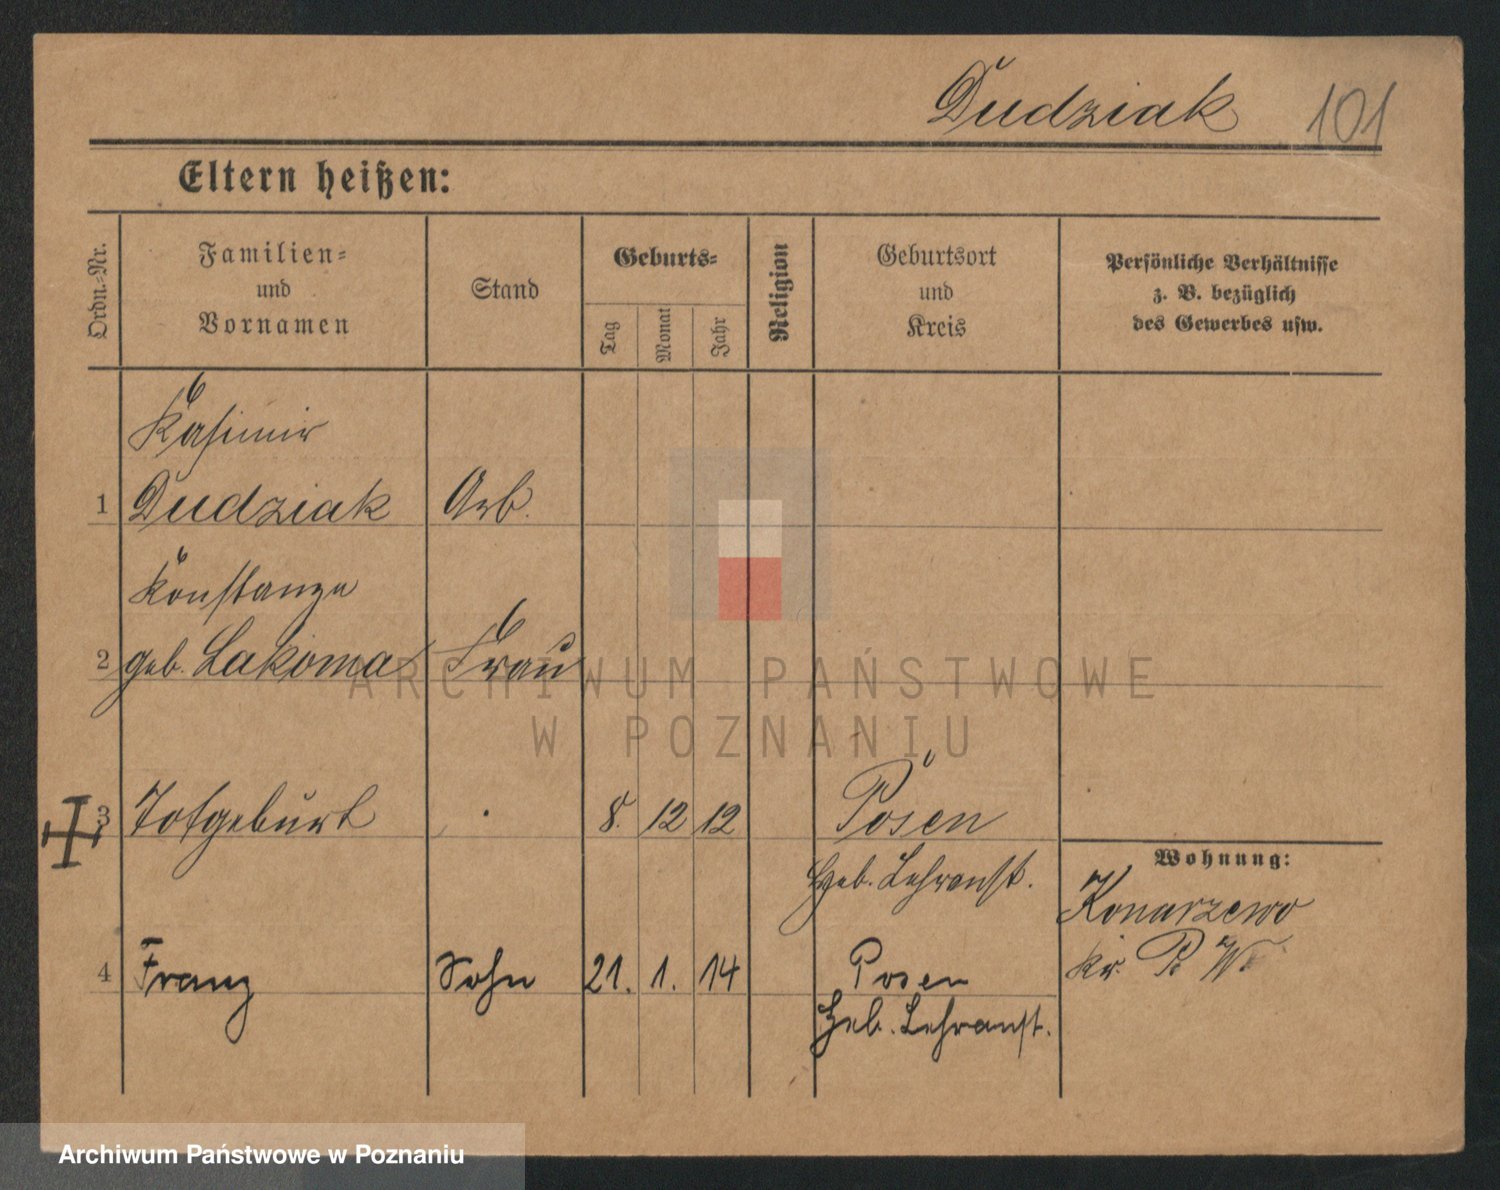 Dudziak 101
Eltern heißen:
Ordn.-Nr.
Familien-
und
Vornamen
Stand
Geburts-
Tag
Monat
Jahr
Religion
Geburtsort
und
Kreis
Persönliche Verhältnisse
z. B. bezüglich
des Gewerbes usw.
Kasimir
1 Dudziak Arb.
Konstanze
2 geb. Lakoma Frau
3 Totgeburt 8. 12 12 Posen
Heb. Lehranst.
Wohnung:
Konarzewo
Kr. P. W.
4 Franz Sohn 21. 1. 14 Posen
Heb. Lehranst.
ARCHIWUM PAŃSTWOWE
W POZNANIU
Archiwum Państwowe w Poznaniu